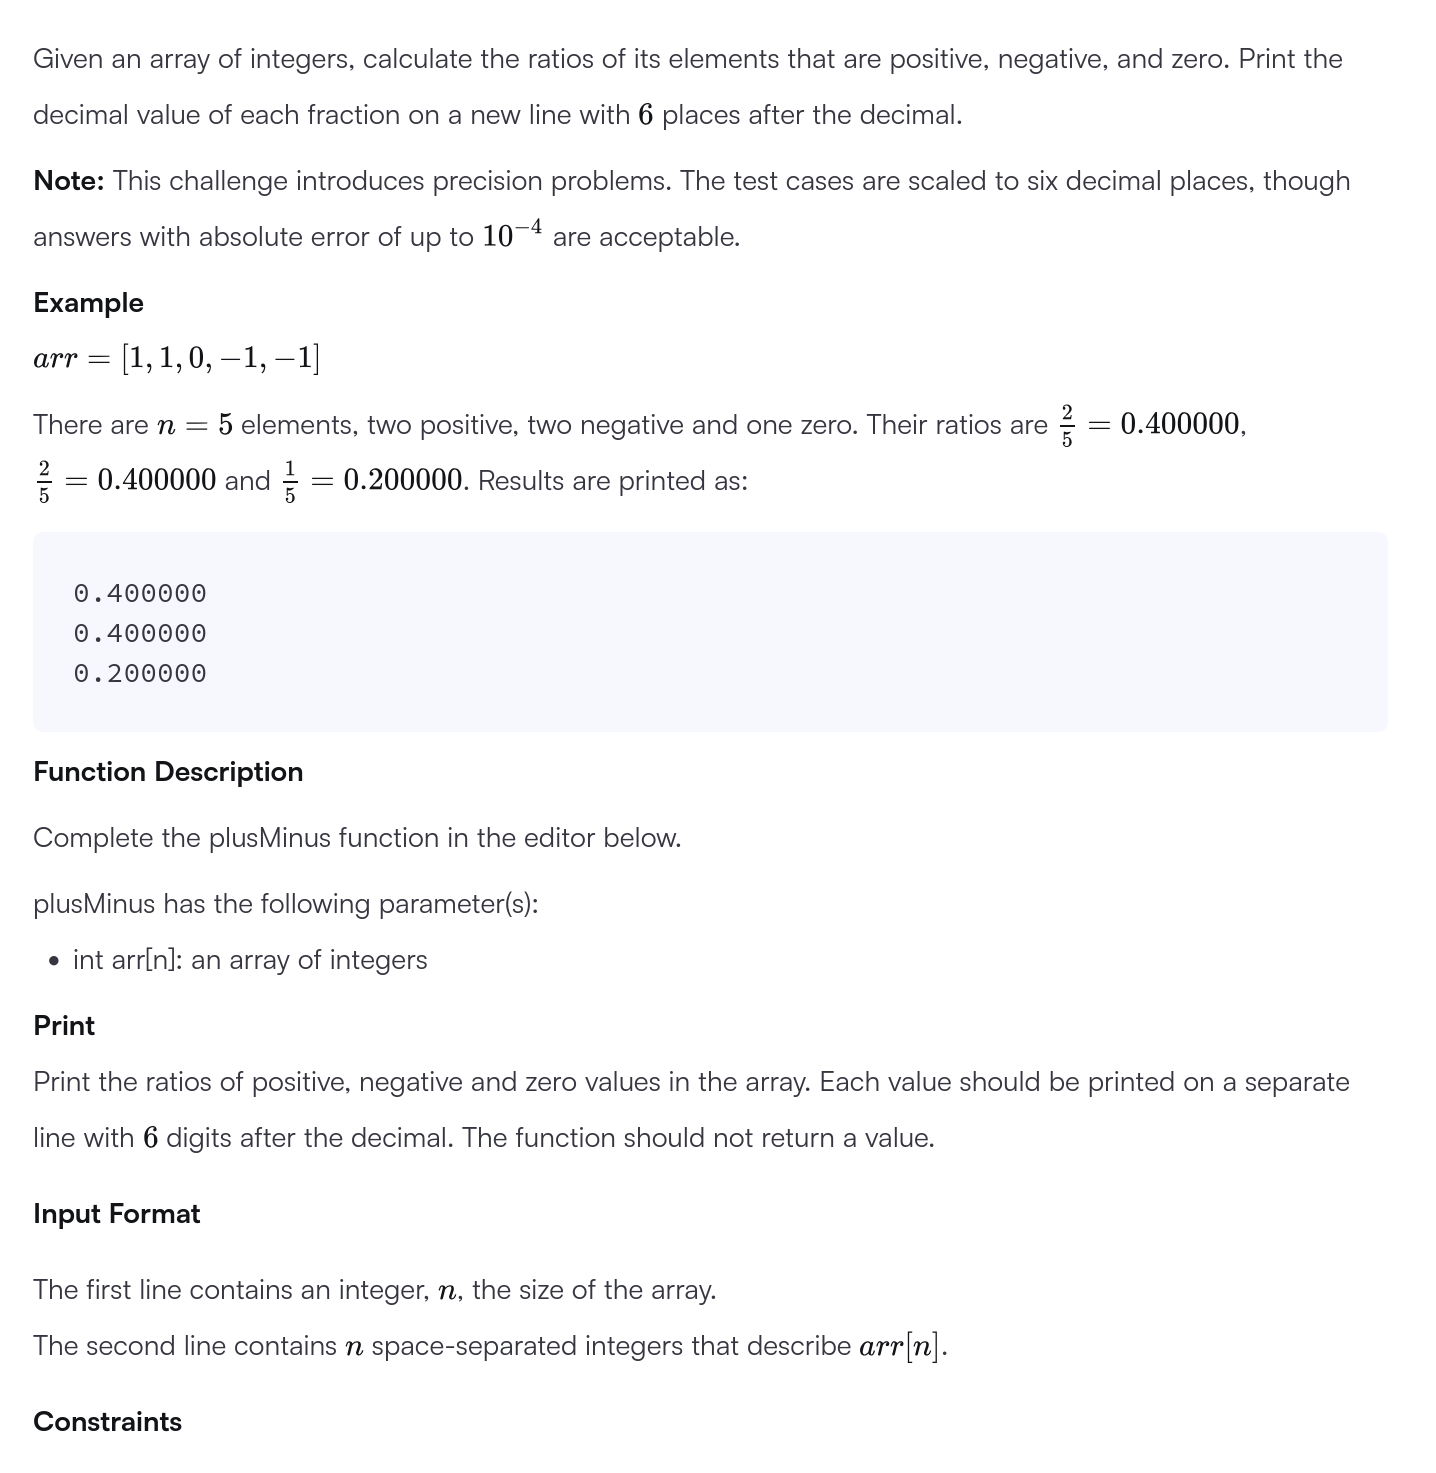 Given an array of integers, calculate the ratios of its elements that are positive, negative, and zero. Print the
decimal value of each fraction on a new line with 6 places after the decimal.
Note: This challenge introduces precision problems. The test cases are scaled to six decimal places, though
answers with absolute error of up to 10⁻⁴ are acceptable.
Example
arr = [1, 1, 0, −1, −1]
There are n = 5 elements, two positive, two negative and one zero. Their ratios are 2/5 = 0.400000,
2/5 = 0.400000 and 1/5 = 0.200000. Results are printed as:
0.400000
0.400000
0.200000
Function Description
Complete the plusMinus function in the editor below.
plusMinus has the following parameter(s):
• int arr[n]: an array of integers
Print
Print the ratios of positive, negative and zero values in the array. Each value should be printed on a separate
line with 6 digits after the decimal. The function should not return a value.
Input Format
The first line contains an integer, n, the size of the array.
The second line contains n space-separated integers that describe arr[n].
Constraints